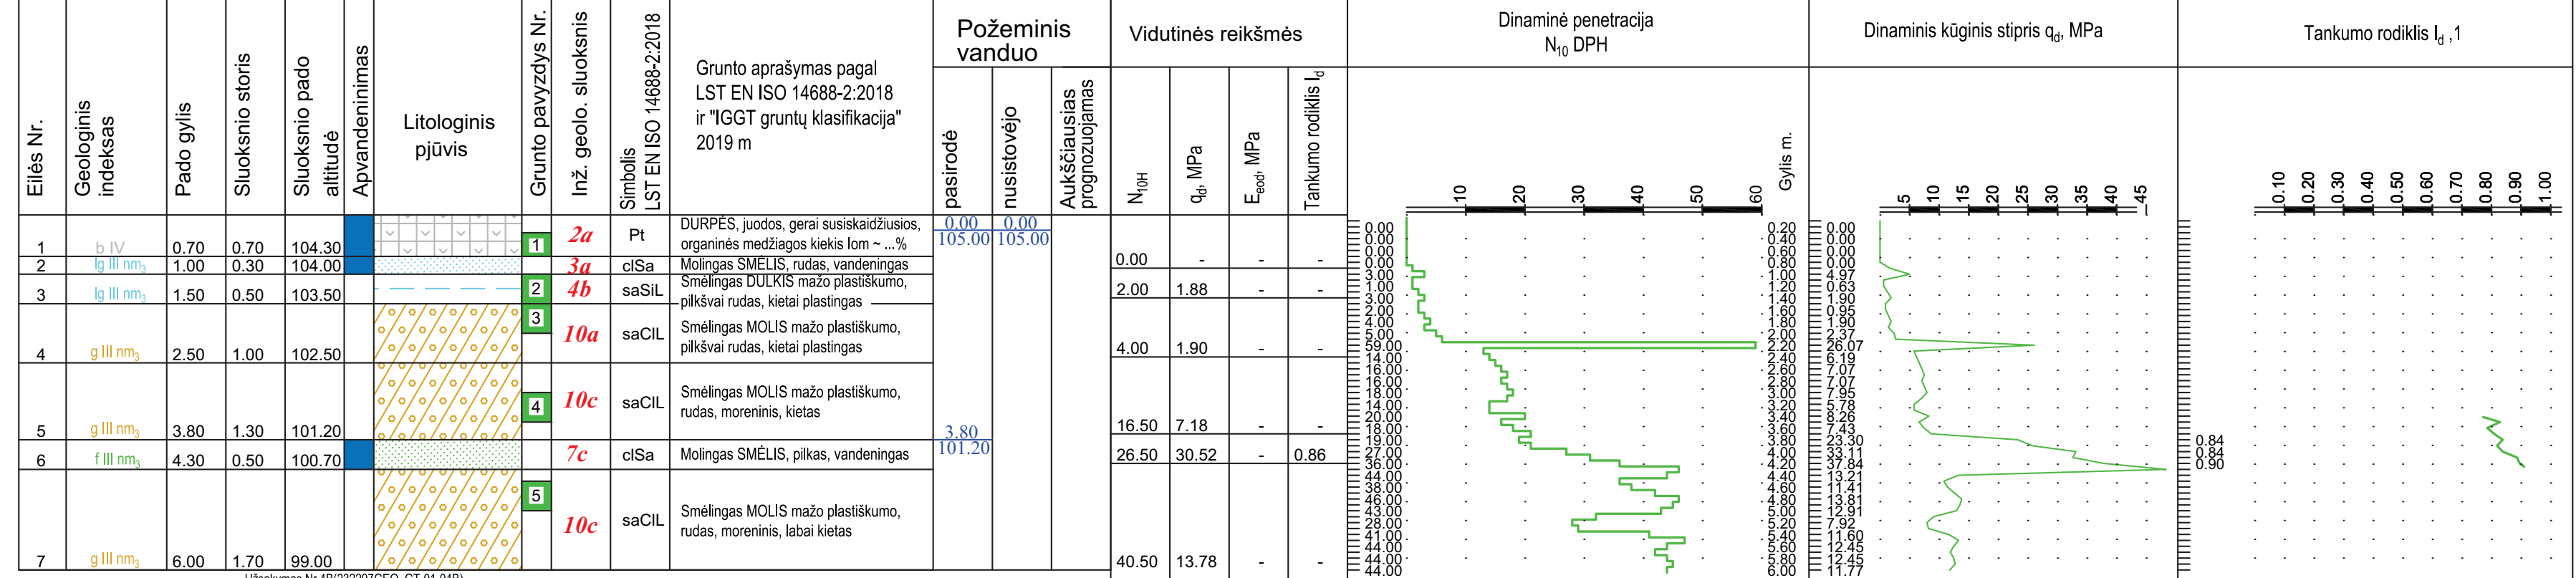 Eilės Nr.
Geologinis indeksas
Pado gylis
Sluoksnio storis
Sluoksnio pado altitudė
Apvandeninimas
Litologinis pjūvis
Grunto pavyzdys Nr.
Inž. geolo. sluoksnis
Simbolis LST EN ISO 14688-2:2018
Grunto aprašymas pagal
LST EN ISO 14688-2:2018
ir "IGGT gruntų klasifikacija"
2019 m
Požeminis vanduo
pasirodė
nusistovėjo
Aukščiausias prognozuojamas
Vidutinės reikšmės
N10H
qd, MPa
Eeod, MPa
Tankumo rodiklis Id
Dinaminė penetracija
N10 DPH
10 20 30 40 50 60
Gylis m.
Dinaminis kūginis stipris qd, MPa
5 10 15 20 25 30 35 40 45
Tankumo rodiklis Id ,1
0.10 0.20 0.30 0.40 0.50 0.60 0.70 0.80 0.90 1.00
1 b IV 0.70 0.70 104.30 1 2a Pt
DURPĖS, juodos, gerai susiskaidžiusios,
organinės medžiagos kiekis Iom ~ ...%
0.00 0.00
105.00 105.00
0.00 - - -
2 lg III nm3 1.00 0.30 104.00 3a clSa Molingas SMĖLIS, rudas, vandeningas
3 lg III nm3 1.50 0.50 103.50 2 4b saSiL
Smėlingas DULKIS mažo plastiškumo,
pilkšvai rudas, kietai plastingas
2.00 1.88 - -
4 g III nm3 2.50 1.00 102.50 3 10a saClL
Smėlingas MOLIS mažo plastiškumo,
pilkšvai rudas, kietai plastingas
4.00 1.90 - -
5 g III nm3 3.80 1.30 101.20 4 10c saClL
Smėlingas MOLIS mažo plastiškumo,
rudas, moreninis, kietas
3.80
101.20
16.50 7.18 - -
6 f III nm3 4.30 0.50 100.70 7c clSa Molingas SMĖLIS, pilkas, vandeningas
26.50 30.52 - 0.86
7 g III nm3 6.00 1.70 99.00 5 10c saClL
Smėlingas MOLIS mažo plastiškumo,
rudas, moreninis, labai kietas
40.50 13.78 - -
0.00
0.00
0.00
0.00
3.00
1.00
3.00
2.00
4.00
5.00
59.00
14.00
16.00
16.00
18.00
14.00
20.00
18.00
19.00
27.00
36.00
44.00
38.00
46.00
43.00
28.00
41.00
44.00
44.00
44.00
0.20
0.40
0.60
0.80
1.00
1.20
1.40
1.60
1.80
2.00
2.20
2.40
2.60
2.80
3.00
3.20
3.40
3.60
3.80
4.00
4.20
4.40
4.60
4.80
5.00
5.20
5.40
5.60
5.80
6.00
0.00
0.00
0.00
0.00
4.97
0.63
1.90
0.95
1.90
2.37
26.07
6.19
7.07
7.07
7.95
5.78
8.26
7.43
23.30
33.11
37.84
13.21
11.41
13.81
12.91
7.92
11.60
12.45
12.45
11.77
0.84
0.84
0.90